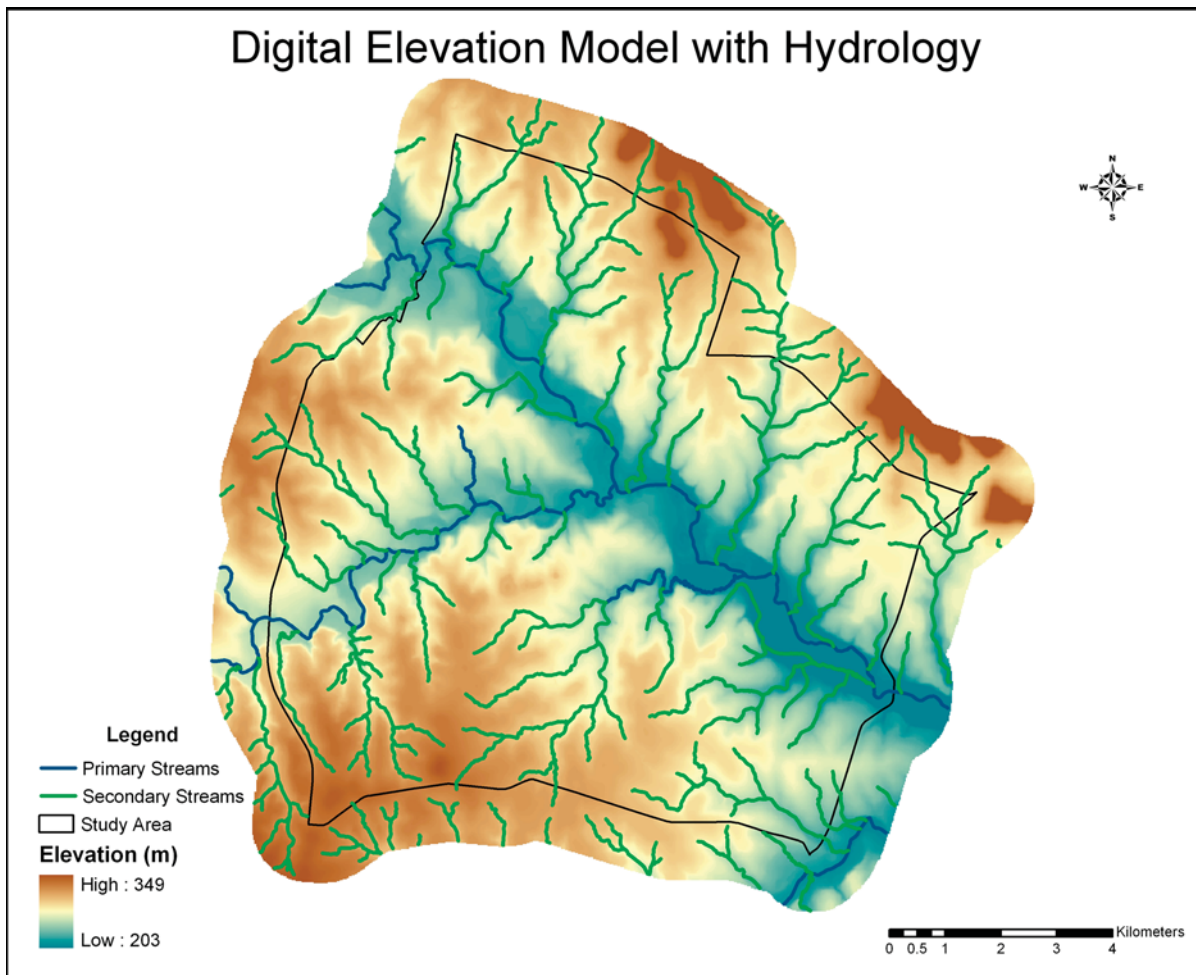 Digital Elevation Model with Hydrology
N
W E
S
Legend
Primary Streams
Secondary Streams
Study Area
Elevation (m)
High : 349
Low : 203
Kilometers
0 0.5 1 2 3 4